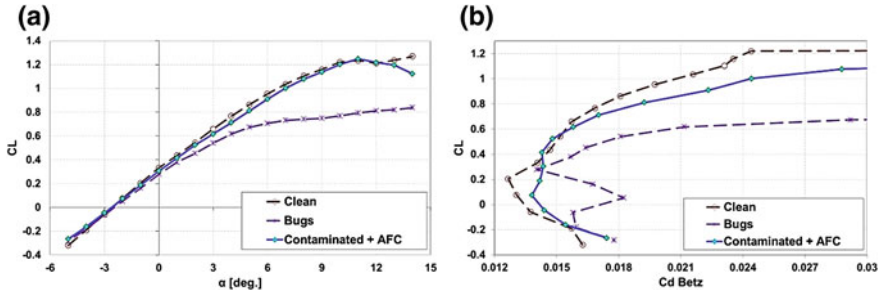 (a)
1.4
1.2
1
0.8
0.6
0.4
0.2
0
-0.2
-0.4
CL
-6
-3
0
3
6
9
12
15
α [deg.]
Clean
Bugs
Contaminated + AFC
(b)
1.2
1
0.8
0.6
0.4
0.2
0
-0.2
-0.4
CL
0.012
0.015
0.018
0.021
0.024
0.027
0.03
Cd Betz
Clean
Bugs
Contaminated + AFC